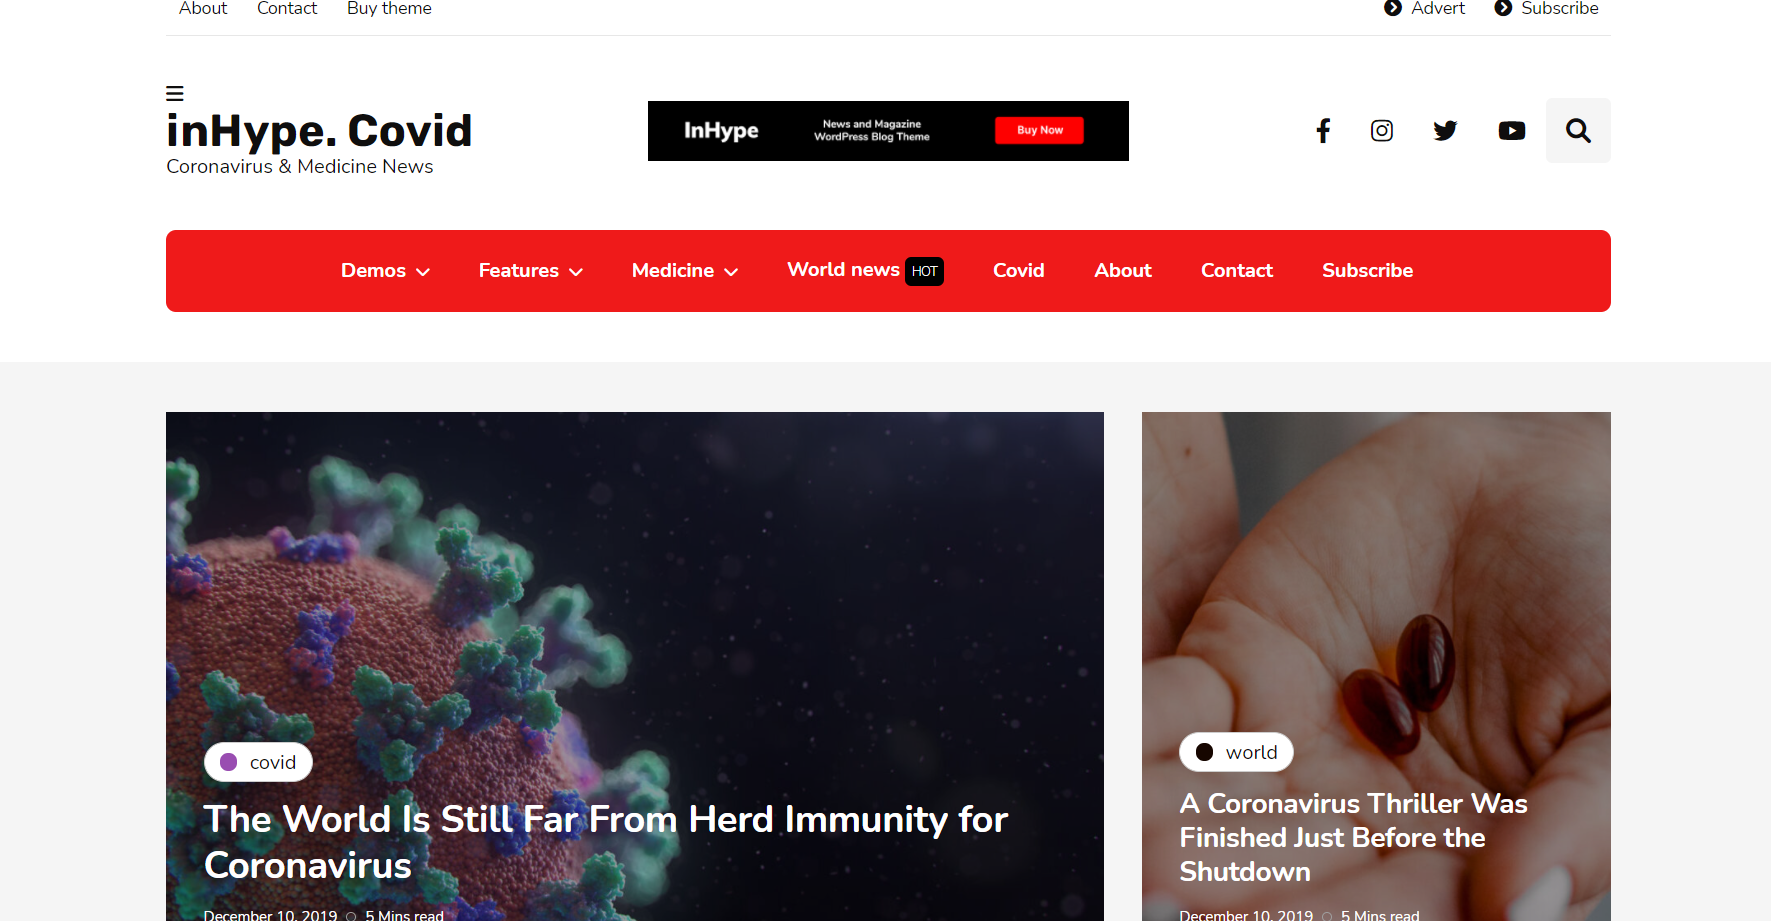 About Contact Buy theme Advert Subscribe
inHype. Covid
Coronavirus & Medicine News
InHype
News and Magazine
WordPress Blog Theme
Buy Now
Demos Features Medicine World news HOT Covid About Contact Subscribe
covid
The World Is Still Far From Herd Immunity for
Coronavirus
December 10, 2019 5 Mins read
world
A Coronavirus Thriller Was
Finished Just Before the
Shutdown
December 10, 2019 5 Mins read